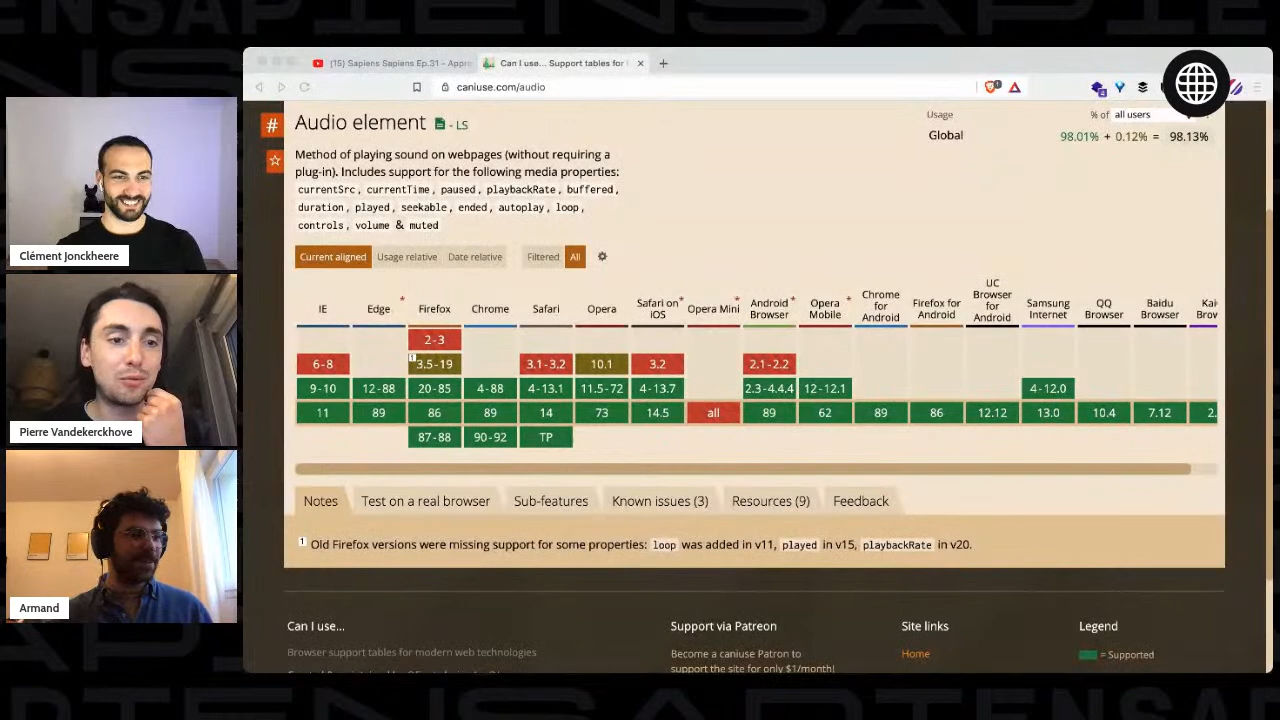 (15) Sapiens Sapiens Ep.31 - Appro
Can I use... Support tables for
caniuse.com/audio
Audio element - LS
Usage
% of all users
Global
98.01% + 0.12% = 98.13%
Method of playing sound on webpages (without requiring a
plug-in). Includes support for the following media properties:
currentSrc, currentTime, paused, playbackRate, buffered,
duration, played, seekable, ended, autoplay, loop,
controls, volume & muted
Current aligned Usage relative Date relative Filtered All
IE Edge * Firefox Chrome Safari Opera Safari on iOS * Opera Mini * Android Browser * Opera Mobile * Chrome for Android Firefox for Android UC Browser for Android Samsung Internet QQ Browser Baidu Browser
2-3
6-8 1 3.5-19 3.1-3.2 10.1 3.2 2.1-2.2
9-10 12-88 20-85 4-88 4-13.1 11.5-72 4-13.7 2.3-4.4.4 12-12.1 4-12.0
11 89 86 89 14 73 14.5 all 89 62 89 86 12.12 13.0 10.4 7.12 2.
87-88 90-92 TP
Notes Test on a real browser Sub-features Known issues (3) Resources (9) Feedback
1 Old Firefox versions were missing support for some properties: loop was added in v11, played in v15, playbackRate in v20.
Can I use...
Browser support tables for modern web technologies
Support via Patreon
Become a caniuse Patron to
support the site for only $1/month!
Site links
Home
Legend
= Supported
Clément Jonckheere
Pierre Vandekerckhove
Armand